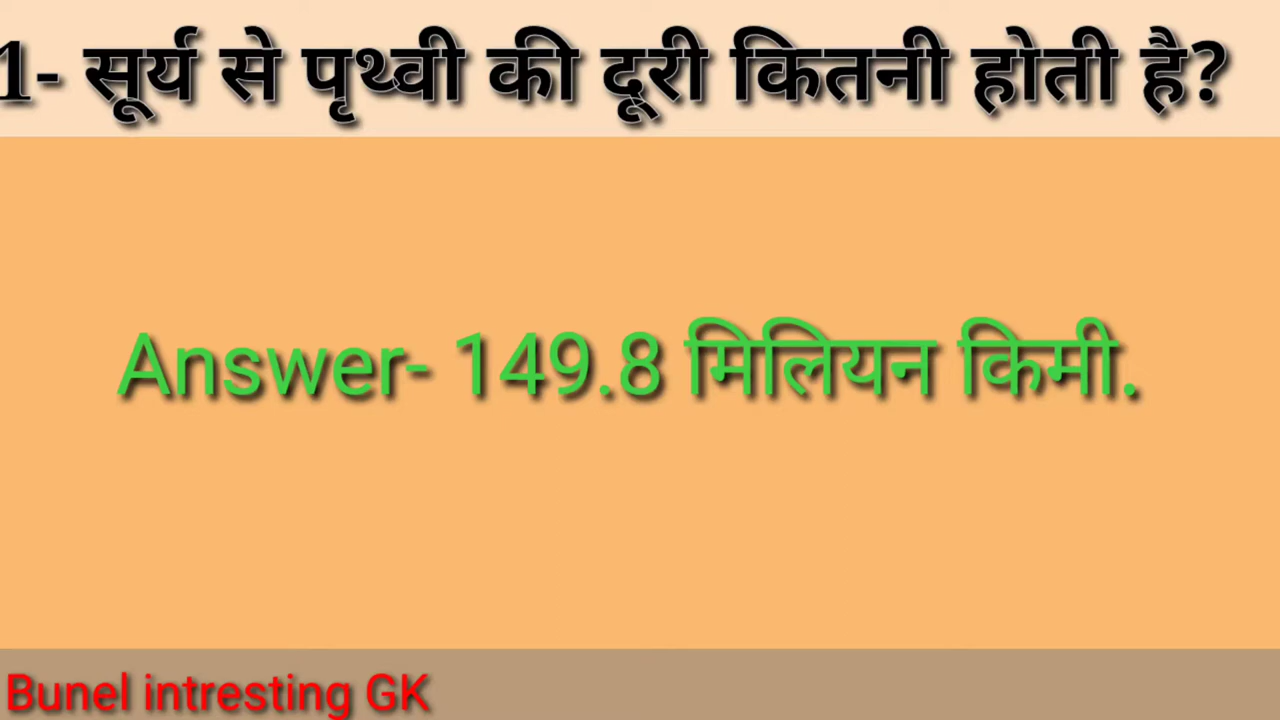 1- सूर्य से पृथ्वी की दूरी कितनी होती है?
Answer- 149.8 मिलियन किमी.
Bunel intresting GK